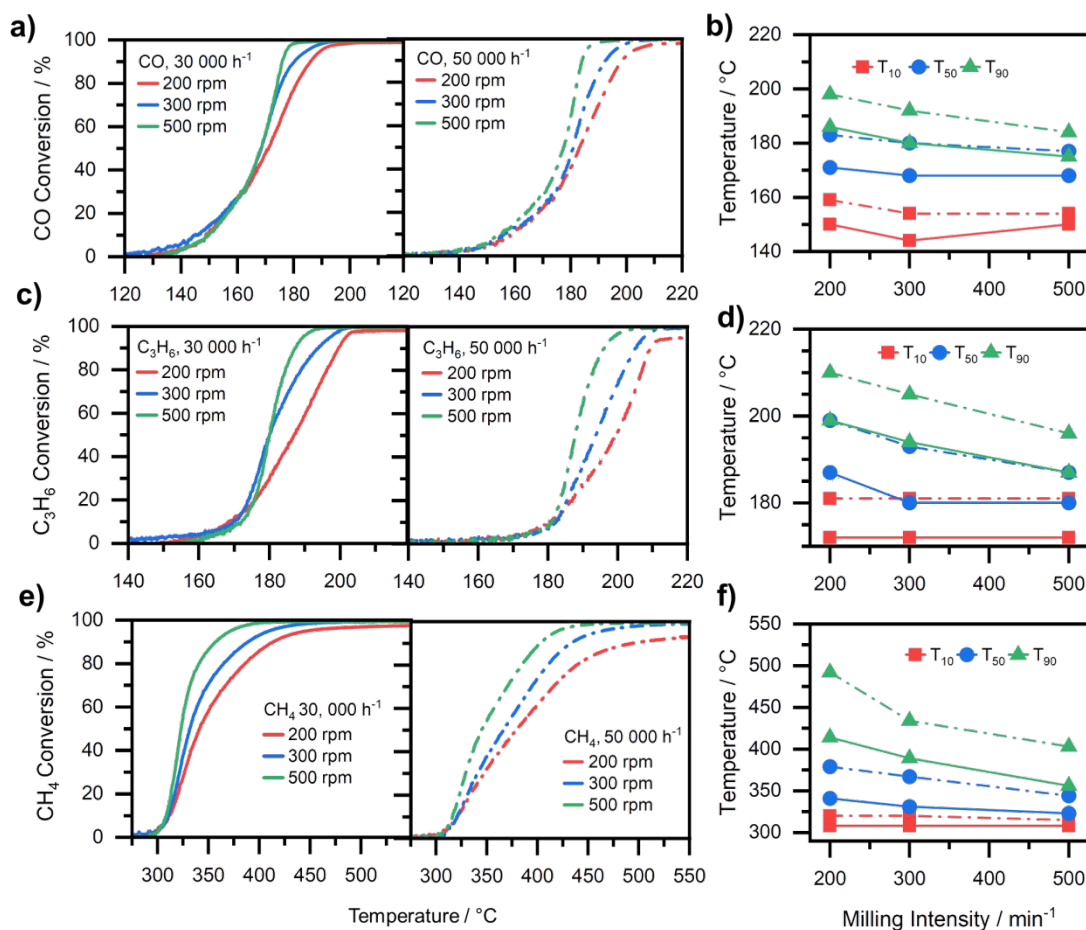 a)
CO Conversion / %
100
80
60
40
20
0
CO, 30 000 h-1
200 rpm
300 rpm
500 rpm
120 140 160 180 200 120 140 160 180 200 220
CO, 50 000 h-1
200 rpm
300 rpm
500 rpm
b)
Temperature / °C
220
200
180
160
140
T10 T50 T90
200 300 400 500
c)
C3H6 Conversion / %
100
80
60
40
20
0
C3H6, 30 000 h-1
200 rpm
300 rpm
500 rpm
140 160 180 200 140 160 180 200 220
C3H6, 50 000 h-1
200 rpm
300 rpm
500 rpm
d)
Temperature / °C
220
200
180
T10 T50 T90
200 300 400 500
e)
CH4 Conversion / %
100
80
60
40
20
0
CH4 30, 000 h-1
200 rpm
300 rpm
500 rpm
300 350 400 450 500 300 350 400 450 500 550
CH4, 50 000 h-1
200 rpm
300 rpm
500 rpm
Temperature / °C
f)
Temperature / °C
550
500
450
400
350
300
T10 T50 T90
200 300 400 500
Milling Intensity / min-1